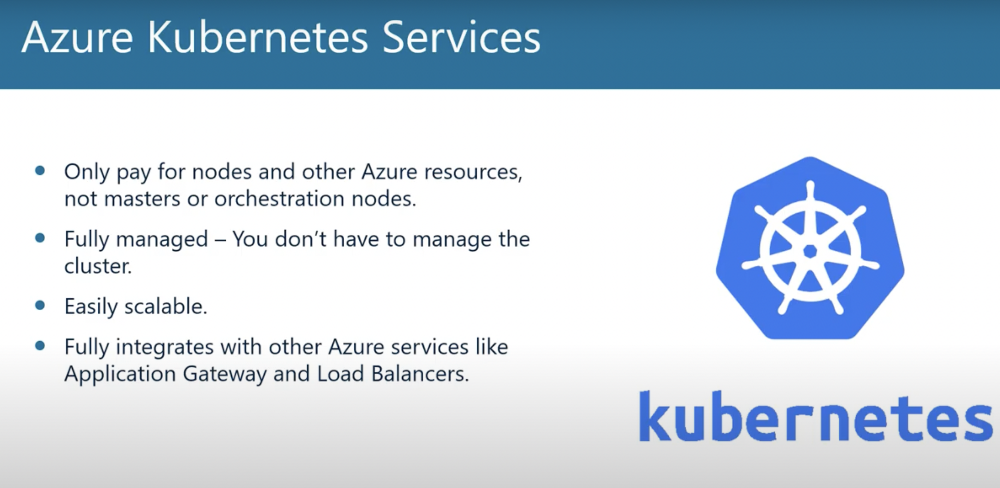 Azure Kubernetes Services
• Only pay for nodes and other Azure resources,
not masters or orchestration nodes.
• Fully managed – You don’t have to manage the
cluster.
• Easily scalable.
• Fully integrates with other Azure services like
Application Gateway and Load Balancers.
kubernetes